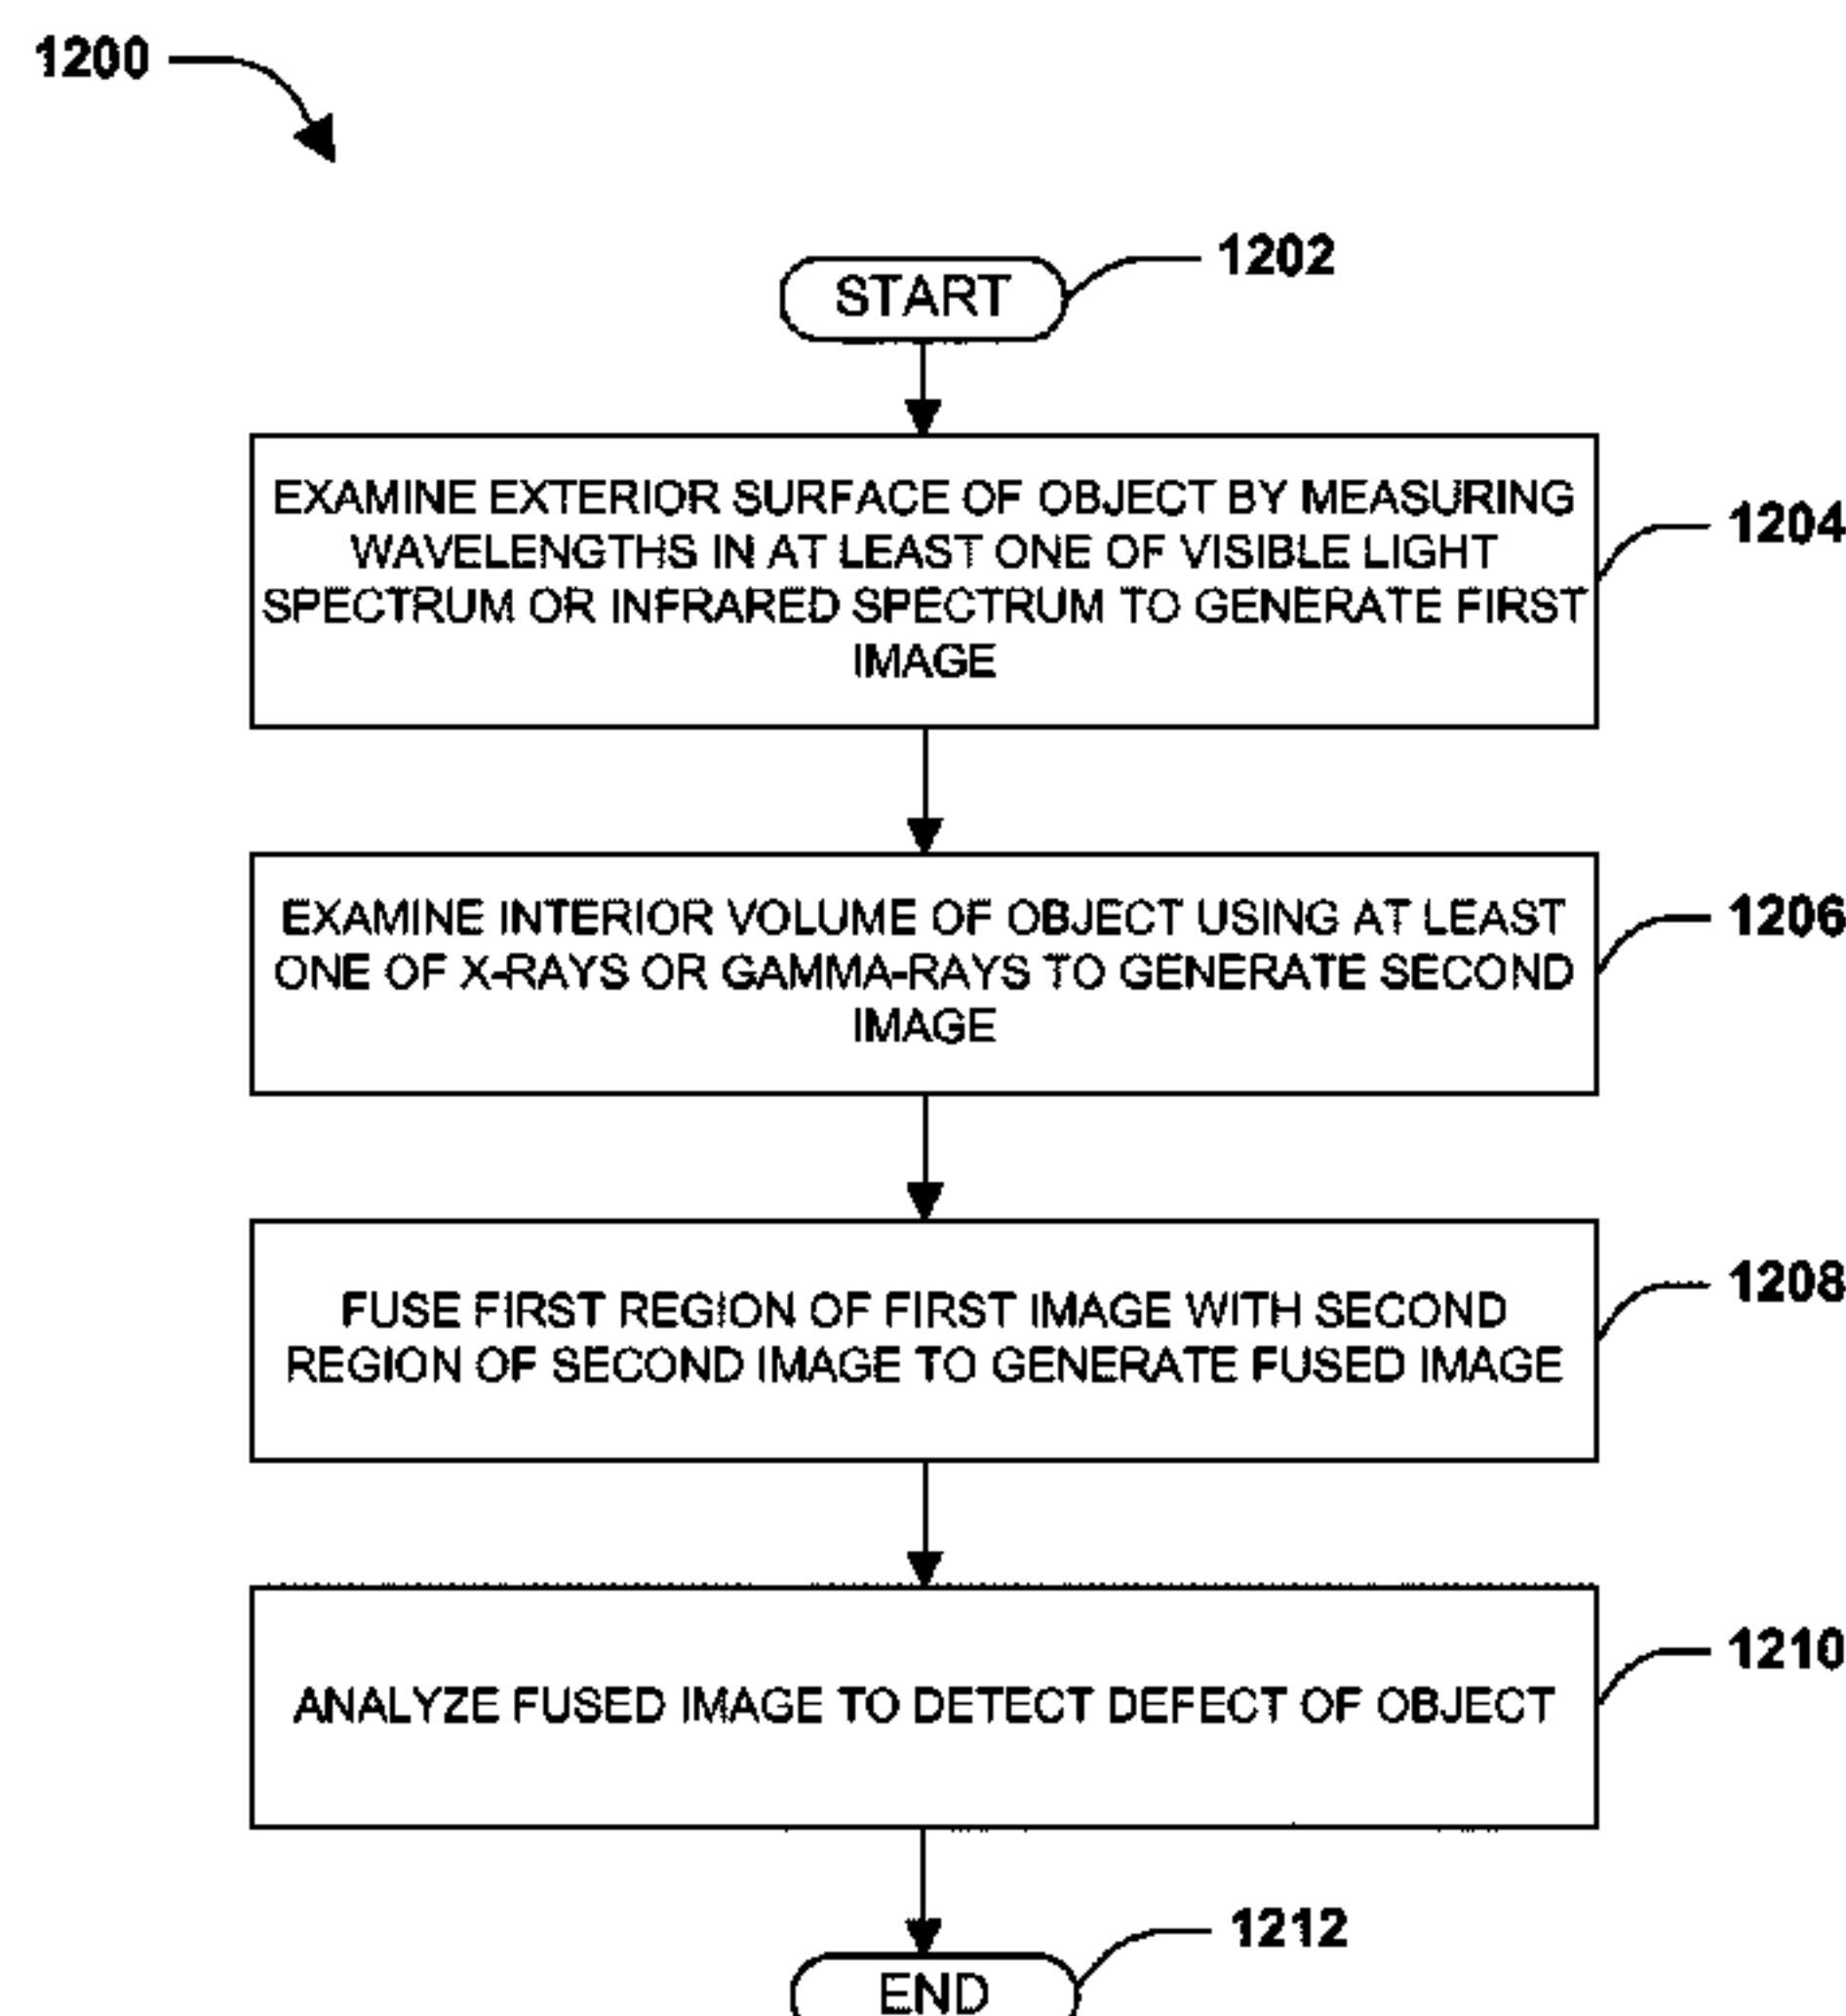 1200
START
1202
EXAMINE EXTERIOR SURFACE OF OBJECT BY MEASURING
WAVELENGTHS IN AT LEAST ONE OF VISIBLE LIGHT
SPECTRUM OR INFRARED SPECTRUM TO GENERATE FIRST
IMAGE
1204
EXAMINE INTERIOR VOLUME OF OBJECT USING AT LEAST
ONE OF X-RAYS OR GAMMA-RAYS TO GENERATE SECOND
IMAGE
1206
FUSE FIRST REGION OF FIRST IMAGE WITH SECOND
REGION OF SECOND IMAGE TO GENERATE FUSED IMAGE
1208
ANALYZE FUSED IMAGE TO DETECT DEFECT OF OBJECT
1210
END
1212